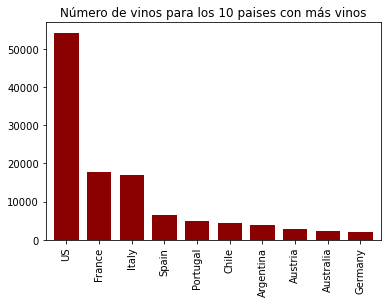 Número de vinos para los 10 paises con más vinos
50000
40000
30000
20000
10000
0
US
France
Italy
Spain
Portugal
Chile
Argentina
Austria
Australia
Germany